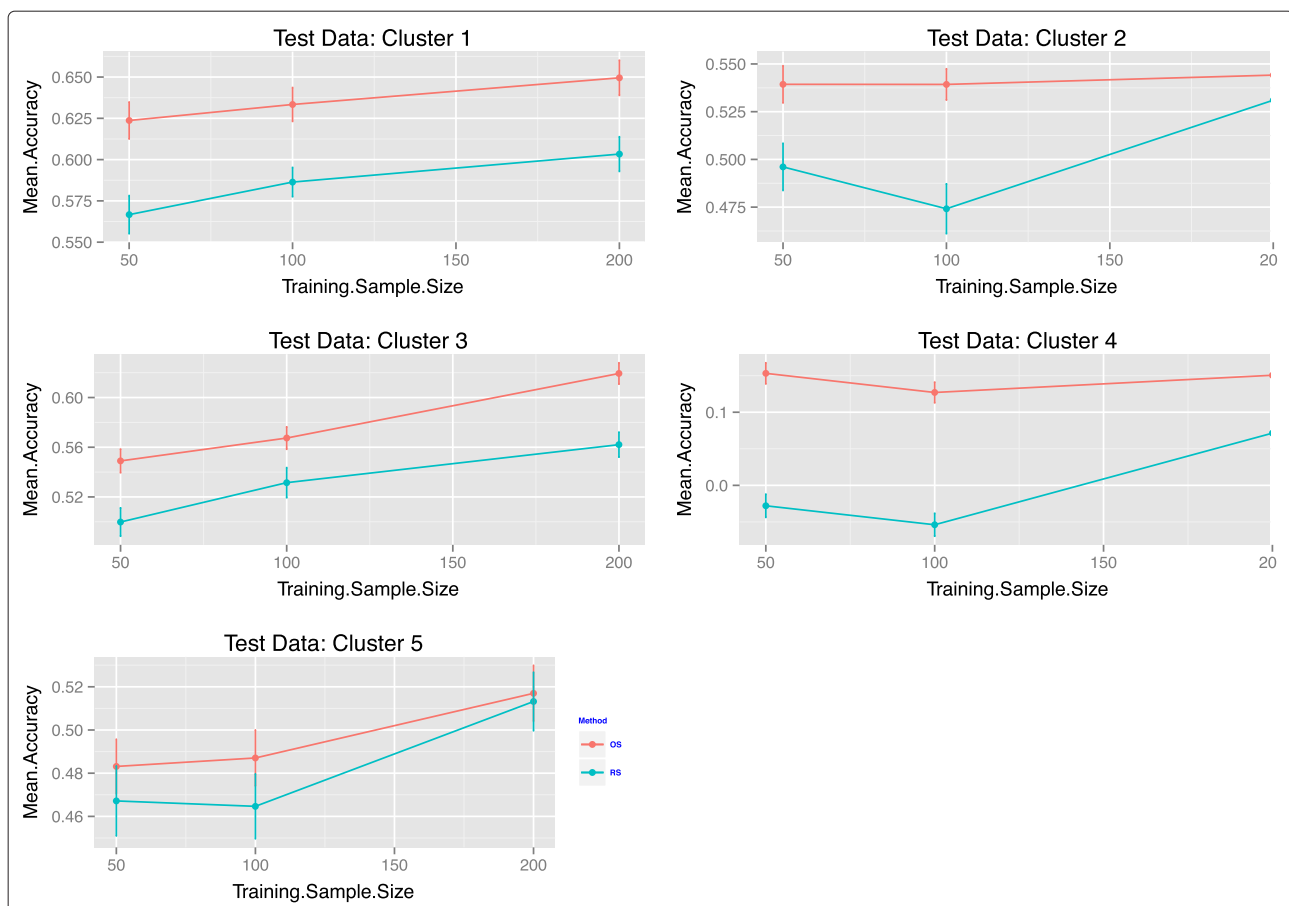 Test Data: Cluster 1
Mean.Accuracy
0.650
0.625
0.600
0.575
0.550
50 100 150 200
Training.Sample.Size
Test Data: Cluster 2
Mean.Accuracy
0.550
0.525
0.500
0.475
50 100 150 20
Training.Sample.Size
Test Data: Cluster 3
Mean.Accuracy
0.60
0.56
0.52
50 100 150 200
Training.Sample.Size
Test Data: Cluster 4
Mean.Accuracy
0.1
0.0
50 100 150 20
Training.Sample.Size
Test Data: Cluster 5
Mean.Accuracy
0.52
0.50
0.48
0.46
50 100 150 200
Training.Sample.Size
Method
OS
RS